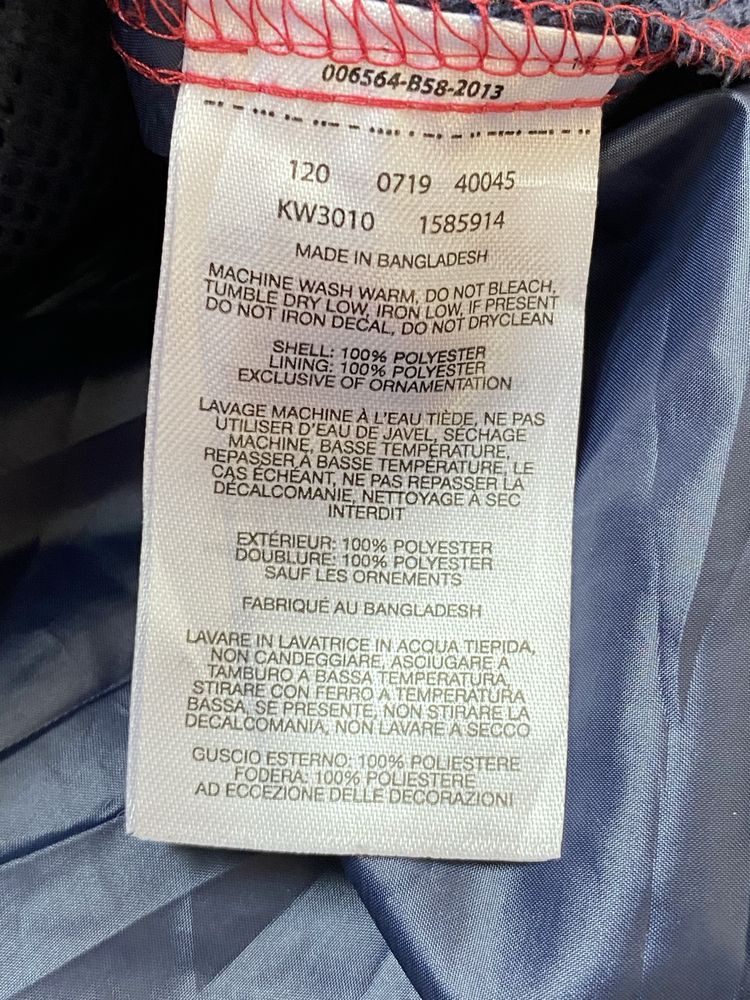 006564-B58-2013
120 0719 40045
KW3010 1585914
MADE IN BANGLADESH
MACHINE WASH WARM, DO NOT BLEACH,
TUMBLE DRY LOW, IRON LOW, IF PRESENT
DO NOT IRON DECAL, DO NOT DRYCLEAN
SHELL: 100% POLYESTER
LINING: 100% POLYESTER
EXCLUSIVE OF ORNAMENTATION
LAVAGE MACHINE À L'EAU TIÈDE, NE PAS
UTILISER D'EAU DE JAVEL, SÉCHAGE
MACHINE, BASSE TEMPÉRATURE,
REPASSER À BASSE TEMPÉRATURE, LE
CAS ÉCHÉANT, NE PAS REPASSER LA
DÉCALCOMANIE, NETTOYAGE À SEC
INTERDIT
EXTÉRIEUR: 100% POLYESTER
DOUBLURE: 100% POLYESTER
SAUF LES ORNEMENTS
FABRIQUÉ AU BANGLADESH
LAVARE IN LAVATRICE IN ACQUA TIEPIDA,
NON CANDEGGIARE, ASCIUGARE A
TAMBURO A BASSA TEMPERATURA,
STIRARE CON FERRO A TEMPERATURA
BASSA, SE PRESENTE, NON STIRARE LA
DECALCOMANIA, NON LAVARE A SECCO
GUSCIO ESTERNO: 100% POLIESTERE
FODERA: 100% POLIESTERE
AD ECCEZIONE DELLE DECORAZIONI